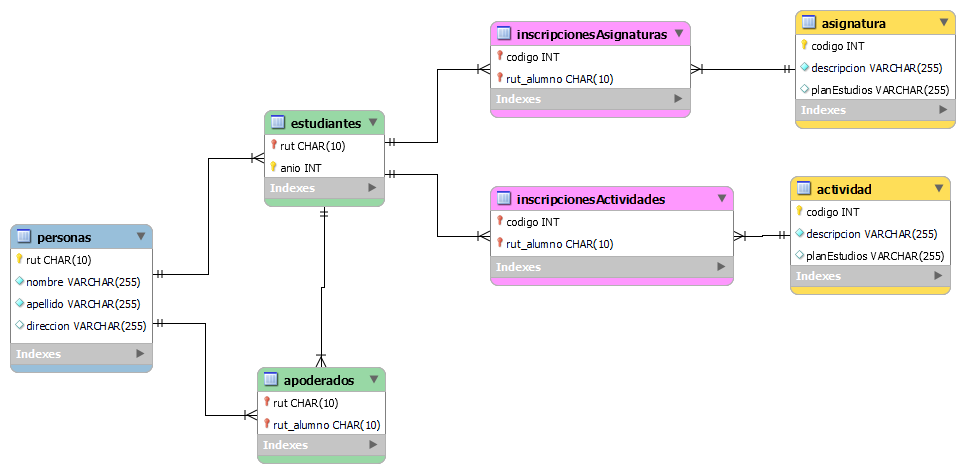 personas
rut CHAR(10)
nombre VARCHAR(255)
apellido VARCHAR(255)
direccion VARCHAR(255)
Indexes
estudiantes
rut CHAR(10)
anio INT
Indexes
apoderados
rut CHAR(10)
rut_alumno CHAR(10)
Indexes
inscripcionesAsignaturas
codigo INT
rut_alumno CHAR(10)
Indexes
inscripcionesActividades
codigo INT
rut_alumno CHAR(10)
Indexes
asignatura
codigo INT
descripcion VARCHAR(255)
planEstudios VARCHAR(255)
Indexes
actividad
codigo INT
descripcion VARCHAR(255)
planEstudios VARCHAR(255)
Indexes